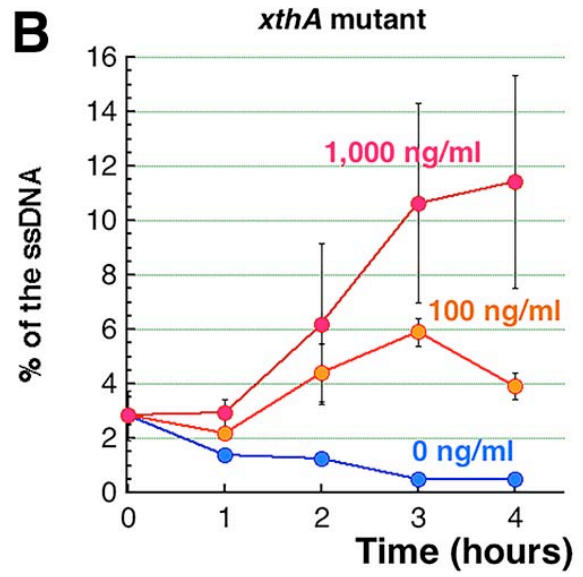 B
xthA mutant
% of the ssDNA
16
14
12
10
8
6
4
2
0
1,000 ng/ml
100 ng/ml
0 ng/ml
0 1 2 3 4
Time (hours)